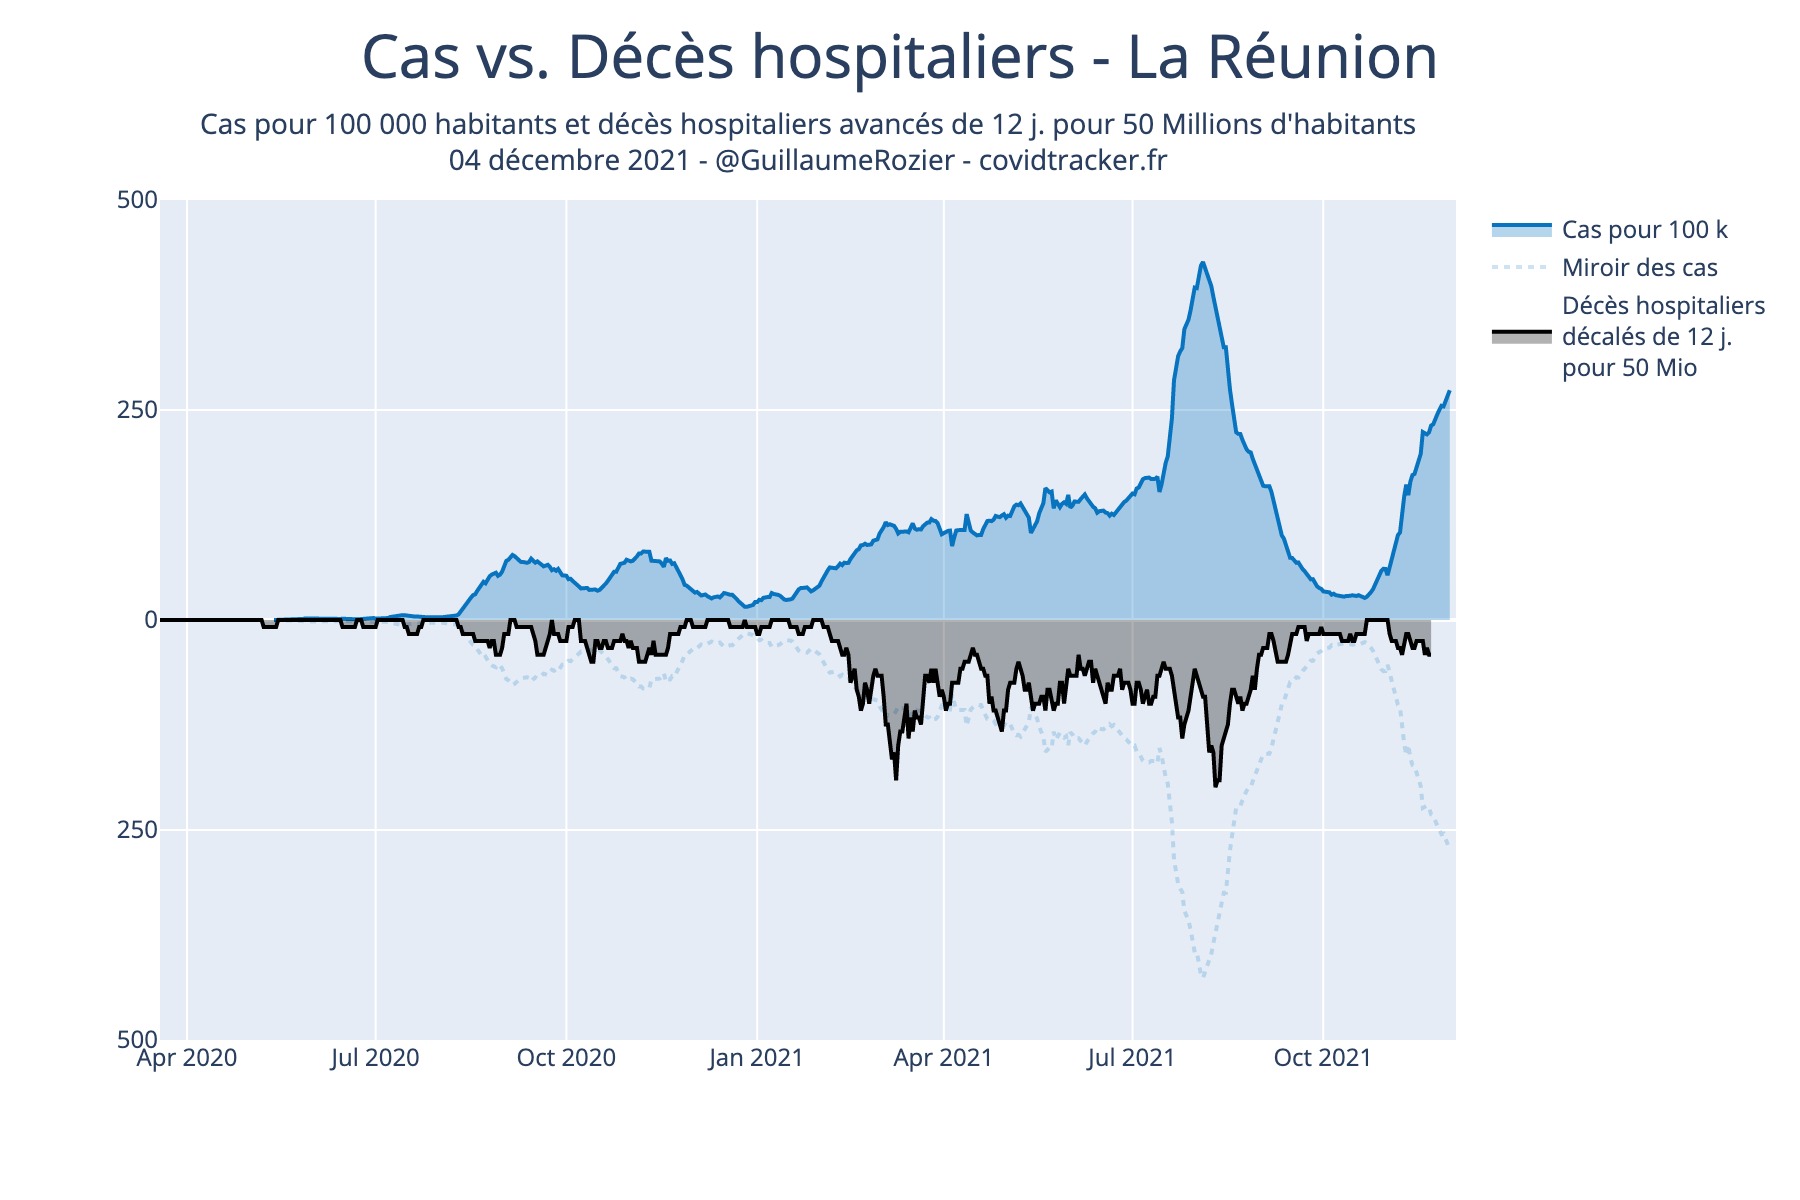 Cas vs. Décès hospitaliers - La Réunion
Cas pour 100 000 habitants et décès hospitaliers avancés de 12 j. pour 50 Millions d'habitants
04 décembre 2021 - @GuillaumeRozier - covidtracker.fr
500
250
0
250
500
Apr 2020
Jul 2020
Oct 2020
Jan 2021
Apr 2021
Jul 2021
Oct 2021
Cas pour 100 k
Miroir des cas
Décès hospitaliers
décalés de 12 j.
pour 50 Mio